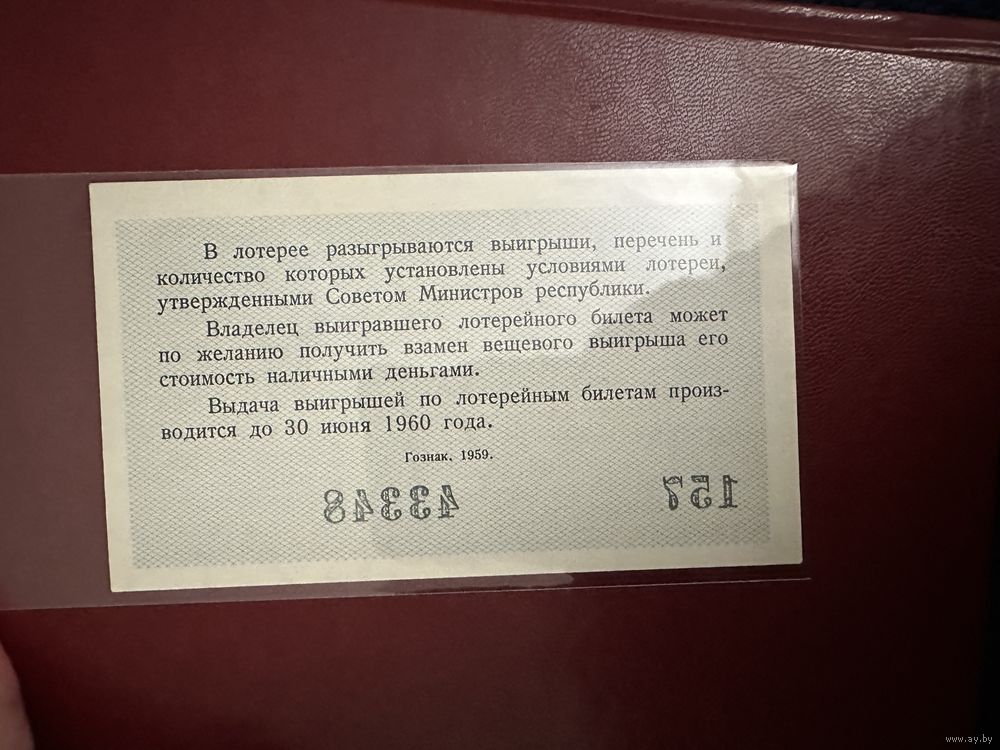 В лотерее разыгрываются выигрыши, перечень и
количество которых установлены условиями лотереи,
утвержденными Советом Министров республики.
Владелец выигравшего лотерейного билета может
по желанию получить взамен вещевого выигрыша его
стоимость наличными деньгами.
Выдача выигрышей по лотерейным билетам произ-
водится до 30 июня 1960 года.
Гознак. 1959.
43348 157
www.ay.by